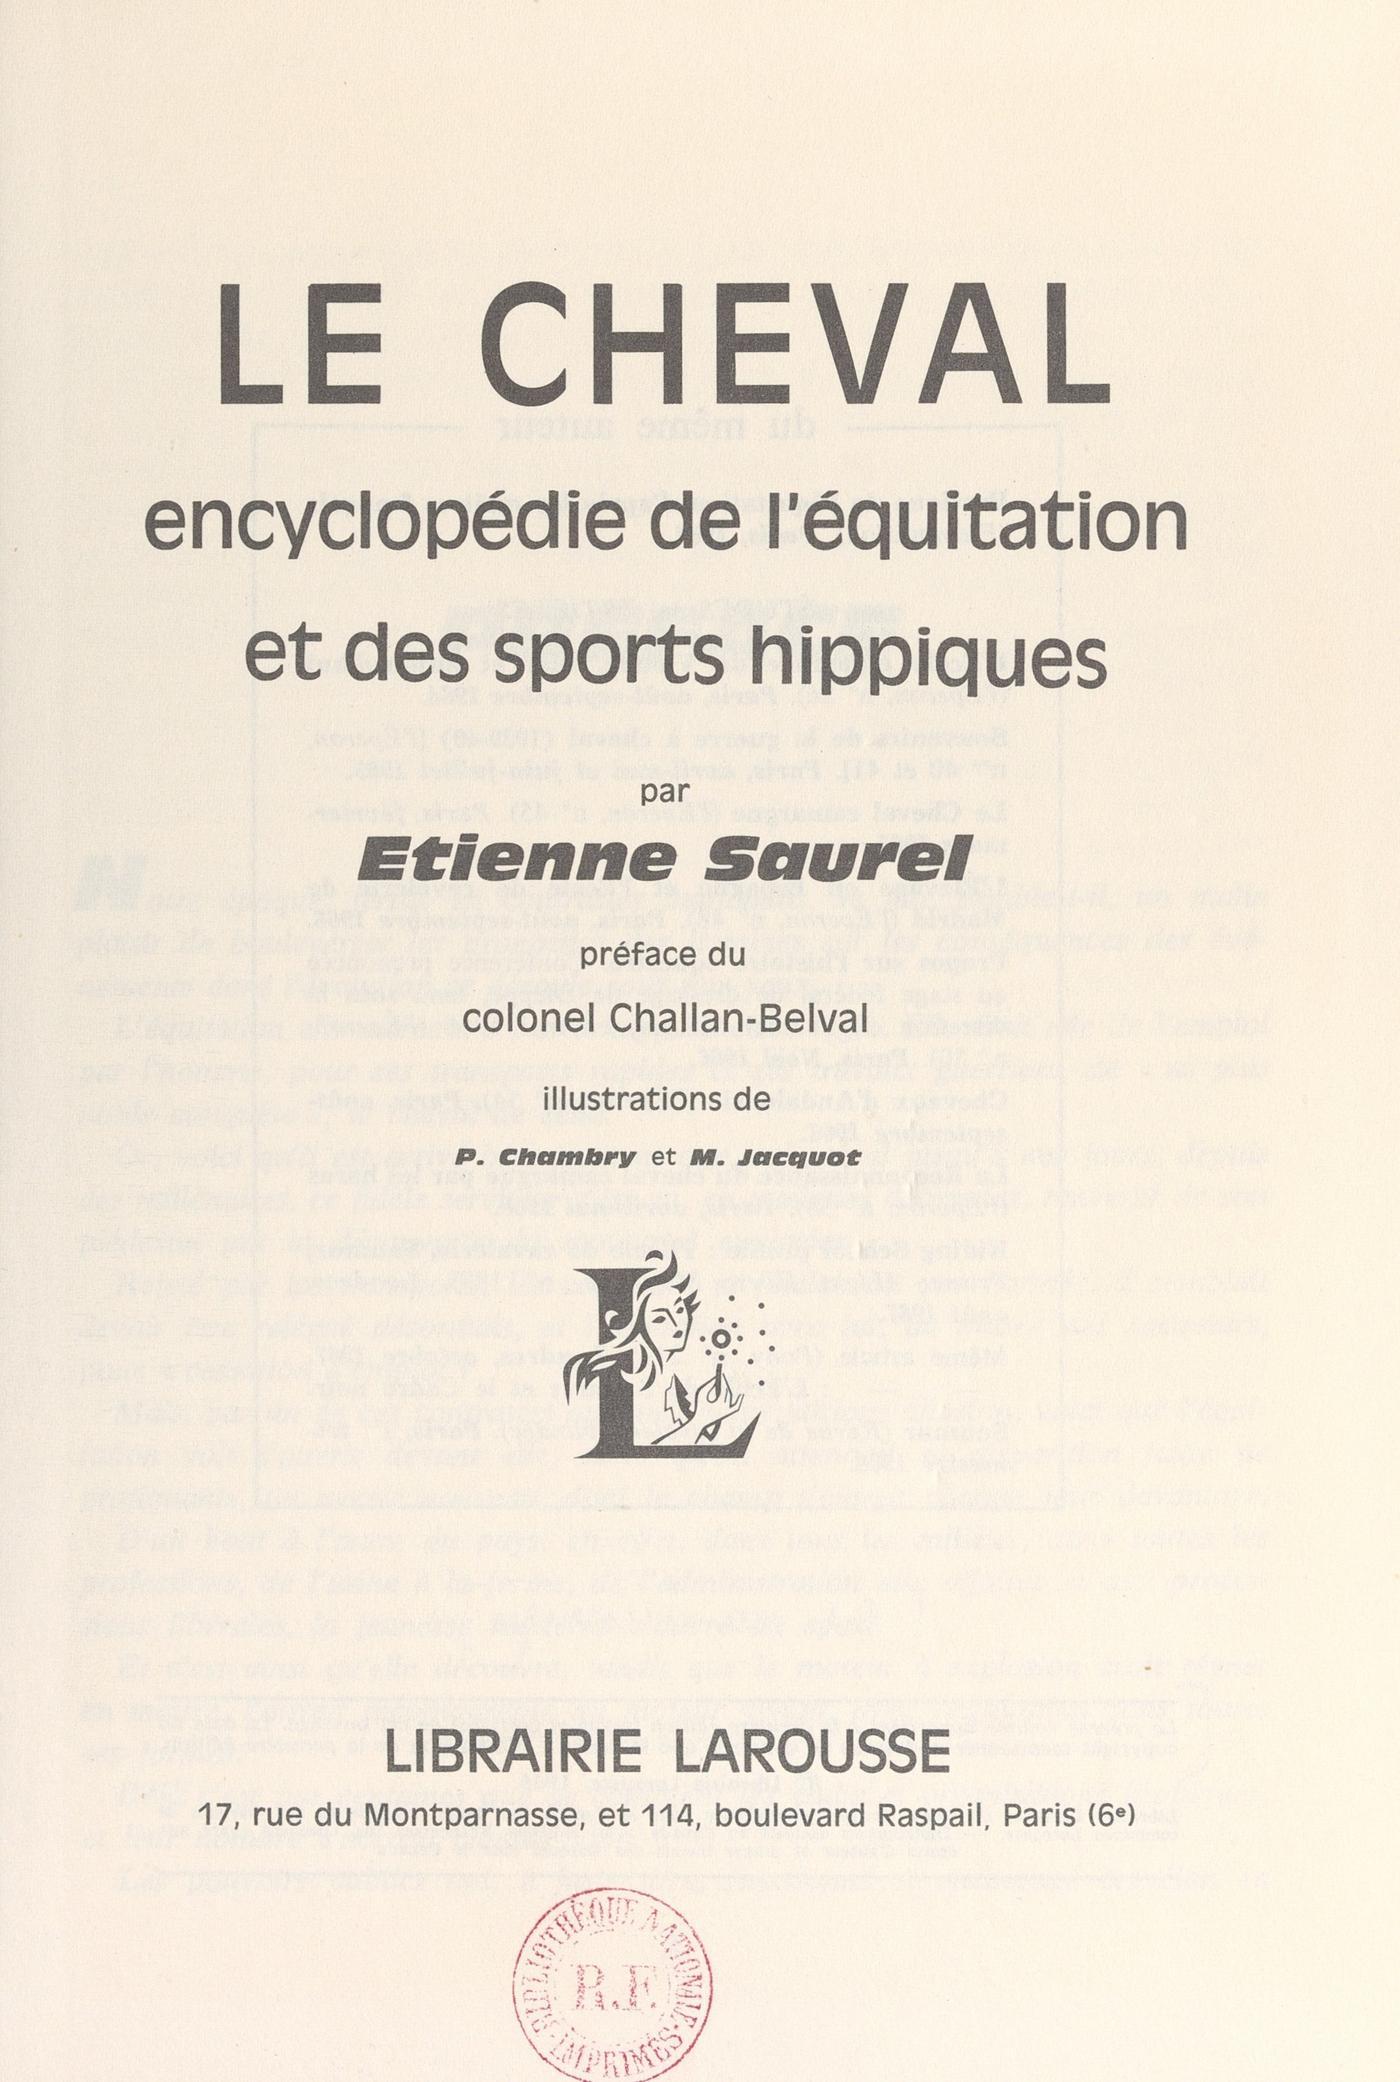 LE CHEVAL
encyclopédie de l'équitation
et des sports hippiques
par
Etienne Saurel
préface du
colonel Challan-Belval
illustrations de
P. Chambry et M. Jacquot
L
LIBRAIRIE LAROUSSE
17, rue du Montparnasse, et 114, boulevard Raspail, Paris (6ᵉ)
BIBLIOTHÈQUE NATIONALE
R.F.
IMPRIMÉS